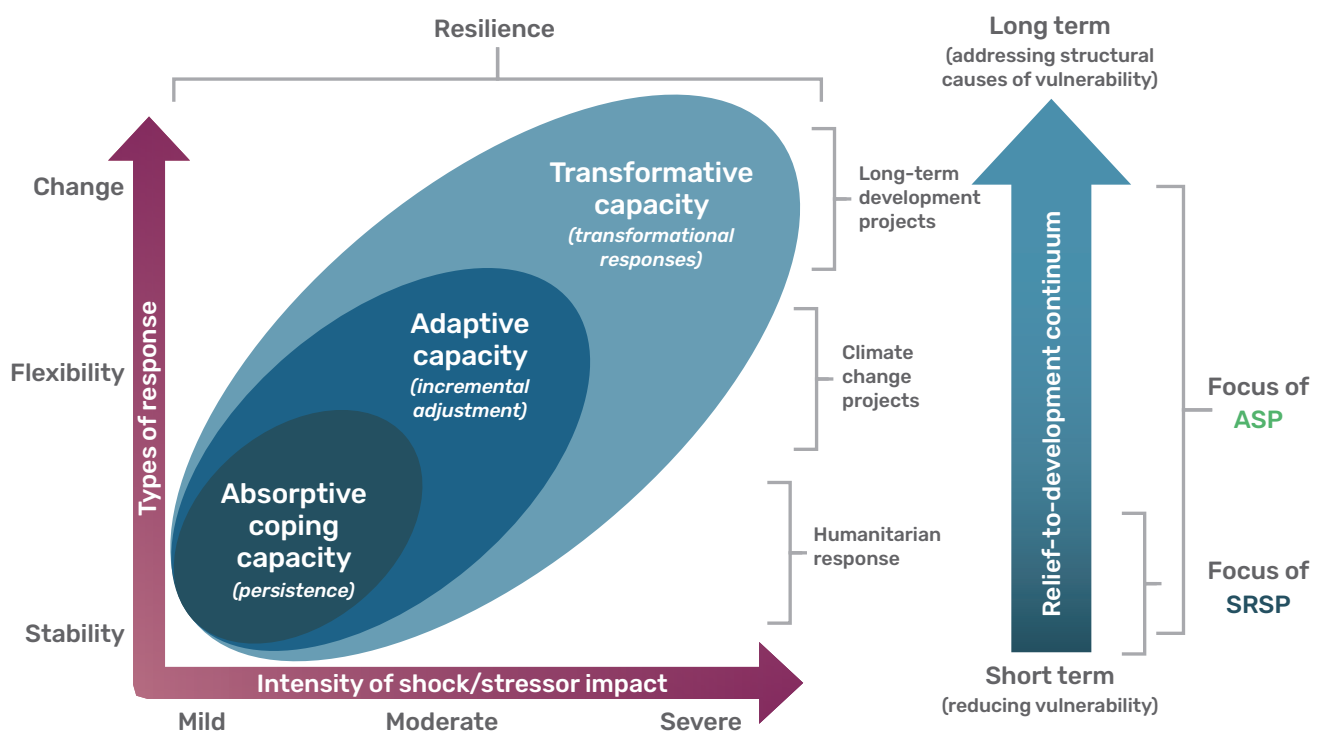 Resilience
Long term
(addressing structural
causes of vulnerability)
Change
Flexibility
Stability
Types of response
Transformative
capacity
(transformational
responses)
Adaptive
capacity
(incremental
adjustment)
Absorptive
coping
capacity
(persistence)
Long-term
development
projects
Climate
change
projects
Humanitarian
response
Relief-to-development continuum
Focus of
ASP
Focus of
SRSP
Short term
(reducing vulnerability)
Intensity of shock/stressor impact
Mild
Moderate
Severe